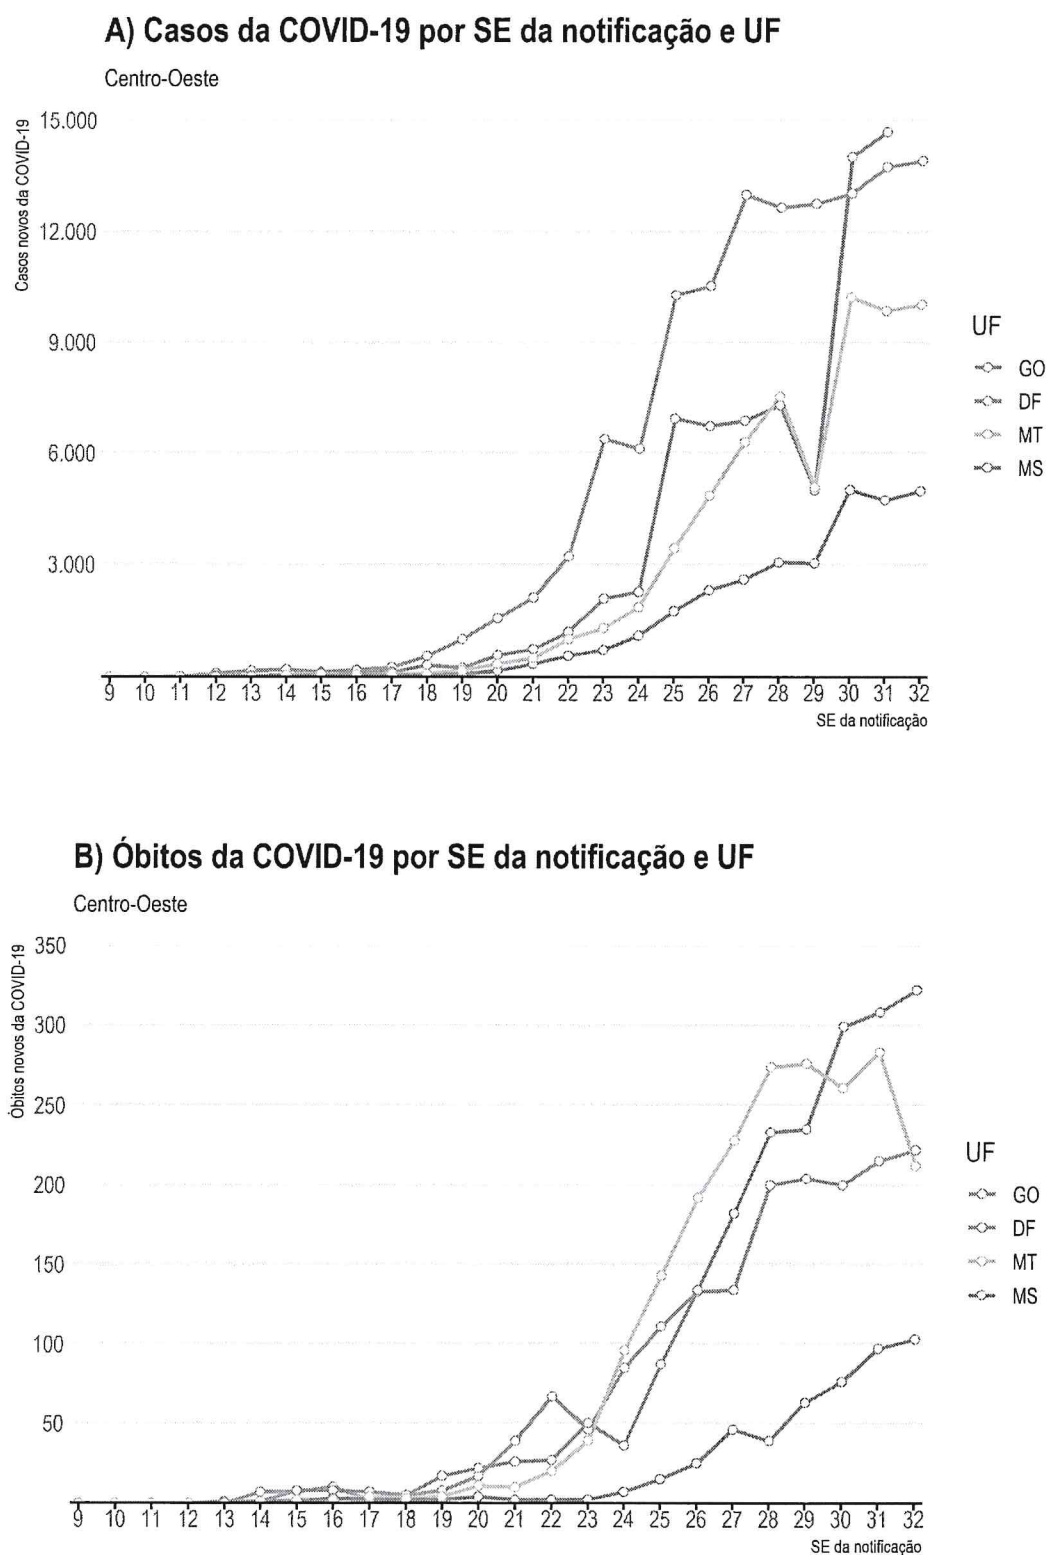 A) Casos da COVID-19 por SE da notificação e UF
Centro-Oeste
Casos novos da COVID-19
15.000
12.000
9.000
6.000
3.000
9 10 11 12 13 14 15 16 17 18 19 20 21 22 23 24 25 26 27 28 29 30 31 32
SE da notificação
UF
GO
DF
MT
MS
B) Óbitos da COVID-19 por SE da notificação e UF
Centro-Oeste
Óbitos novos da COVID-19
350
300
250
200
150
100
50
9 10 11 12 13 14 15 16 17 18 19 20 21 22 23 24 25 26 27 28 29 30 31 32
SE da notificação
UF
GO
DF
MT
MS